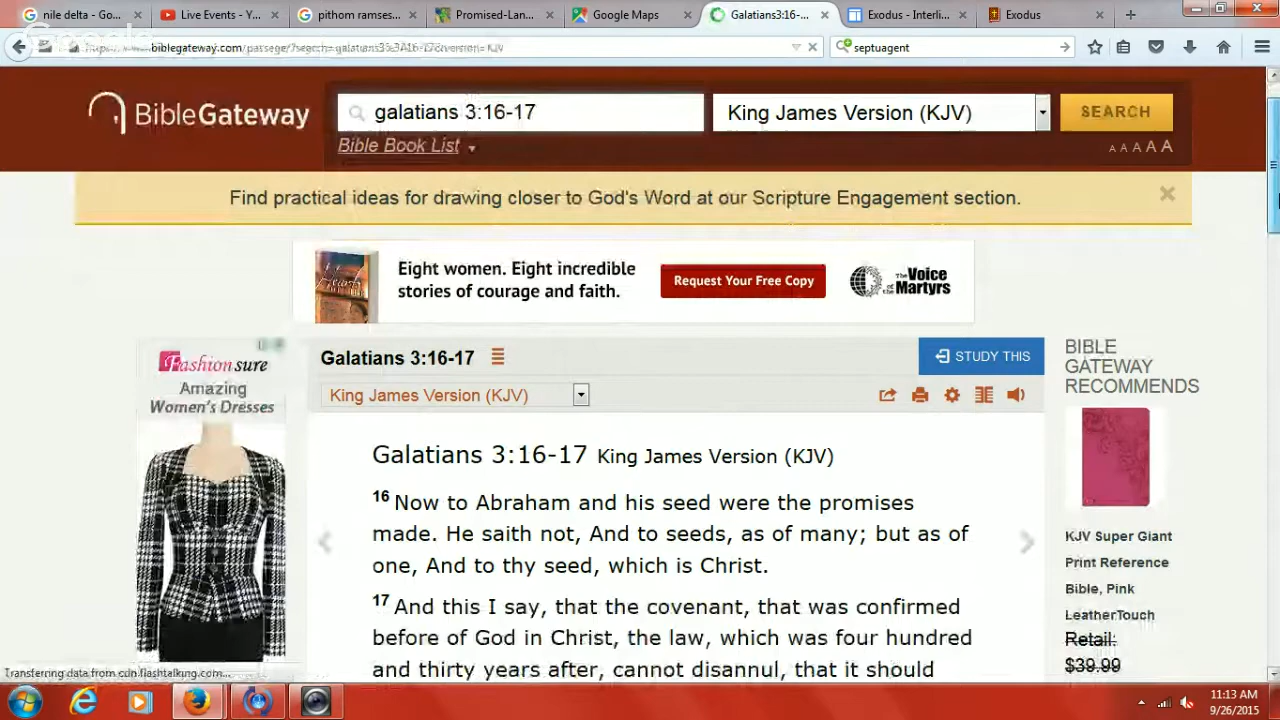 nile delta - Go...
Live Events - Y...
pithom ramses...
Promised-Lan...
Google Maps
Galatians3:16-...
Exodus - Interli...
Exodus
biblegateway.com/passage/?search=galatians
septuagent
BibleGateway
galatians 3:16-17
King James Version (KJV)
SEARCH
Bible Book List
A A A A A
Find practical ideas for drawing closer to God's Word at our Scripture Engagement section.
Eight women. Eight incredible
stories of courage and faith.
Request Your Free Copy
The Voice
of the Martyrs
Fashionsure
Amazing
Women's Dresses
Galatians 3:16-17
STUDY THIS
King James Version (KJV)
BIBLE
GATEWAY
RECOMMENDS
Galatians 3:16-17 King James Version (KJV)
16 Now to Abraham and his seed were the promises
made. He saith not, And to seeds, as of many; but as of
one, And to thy seed, which is Christ.
17 And this I say, that the covenant, that was confirmed
before of God in Christ, the law, which was four hundred
and thirty years after, cannot disannul, that it should
KJV Super Giant
Print Reference
Bible, Pink
LeatherTouch
Retail:
$39.99
Transferring data from cdn.flashtalking.com...
11:13 AM
9/26/2015